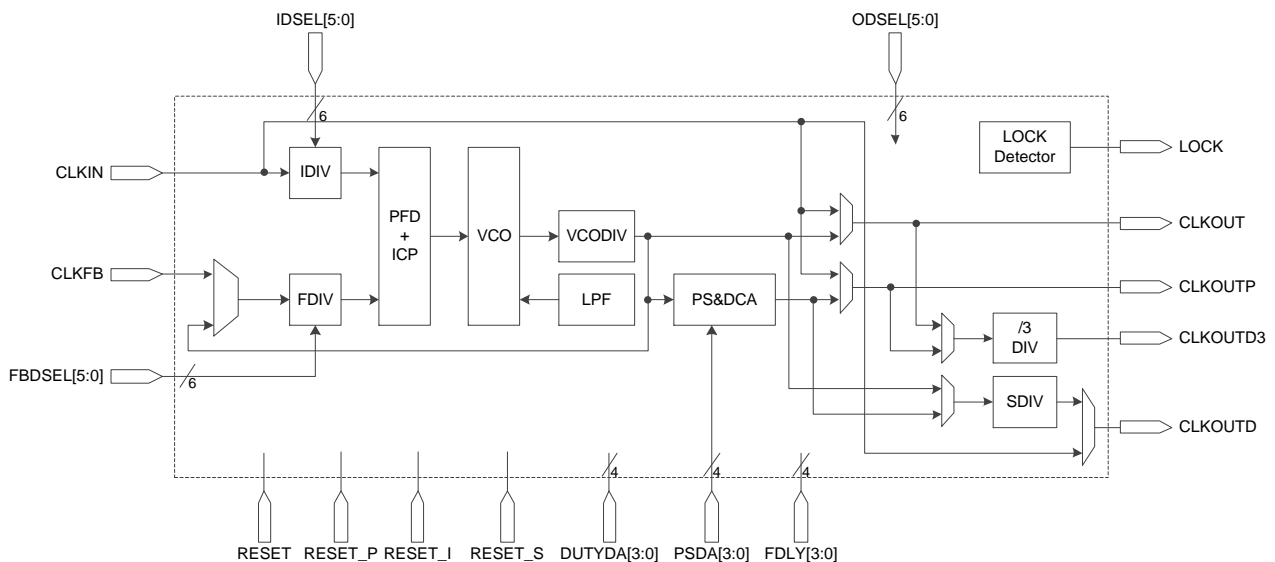 IDSEL[5:0]
ODSEL[5:0]
6
6
LOCK
Detector
LOCK
CLKIN
IDIV
PFD
+
ICP
VCO
VCODIV
CLKOUT
CLKFB
FDIV
LPF
PS&DCA
CLKOUTP
/3
DIV
CLKOUTD3
FBDSEL[5:0]
6
SDIV
CLKOUTD
4
4
4
RESET
RESET_P
RESET_I
RESET_S
DUTYDA[3:0]
PSDA[3:0]
FDLY[3:0]